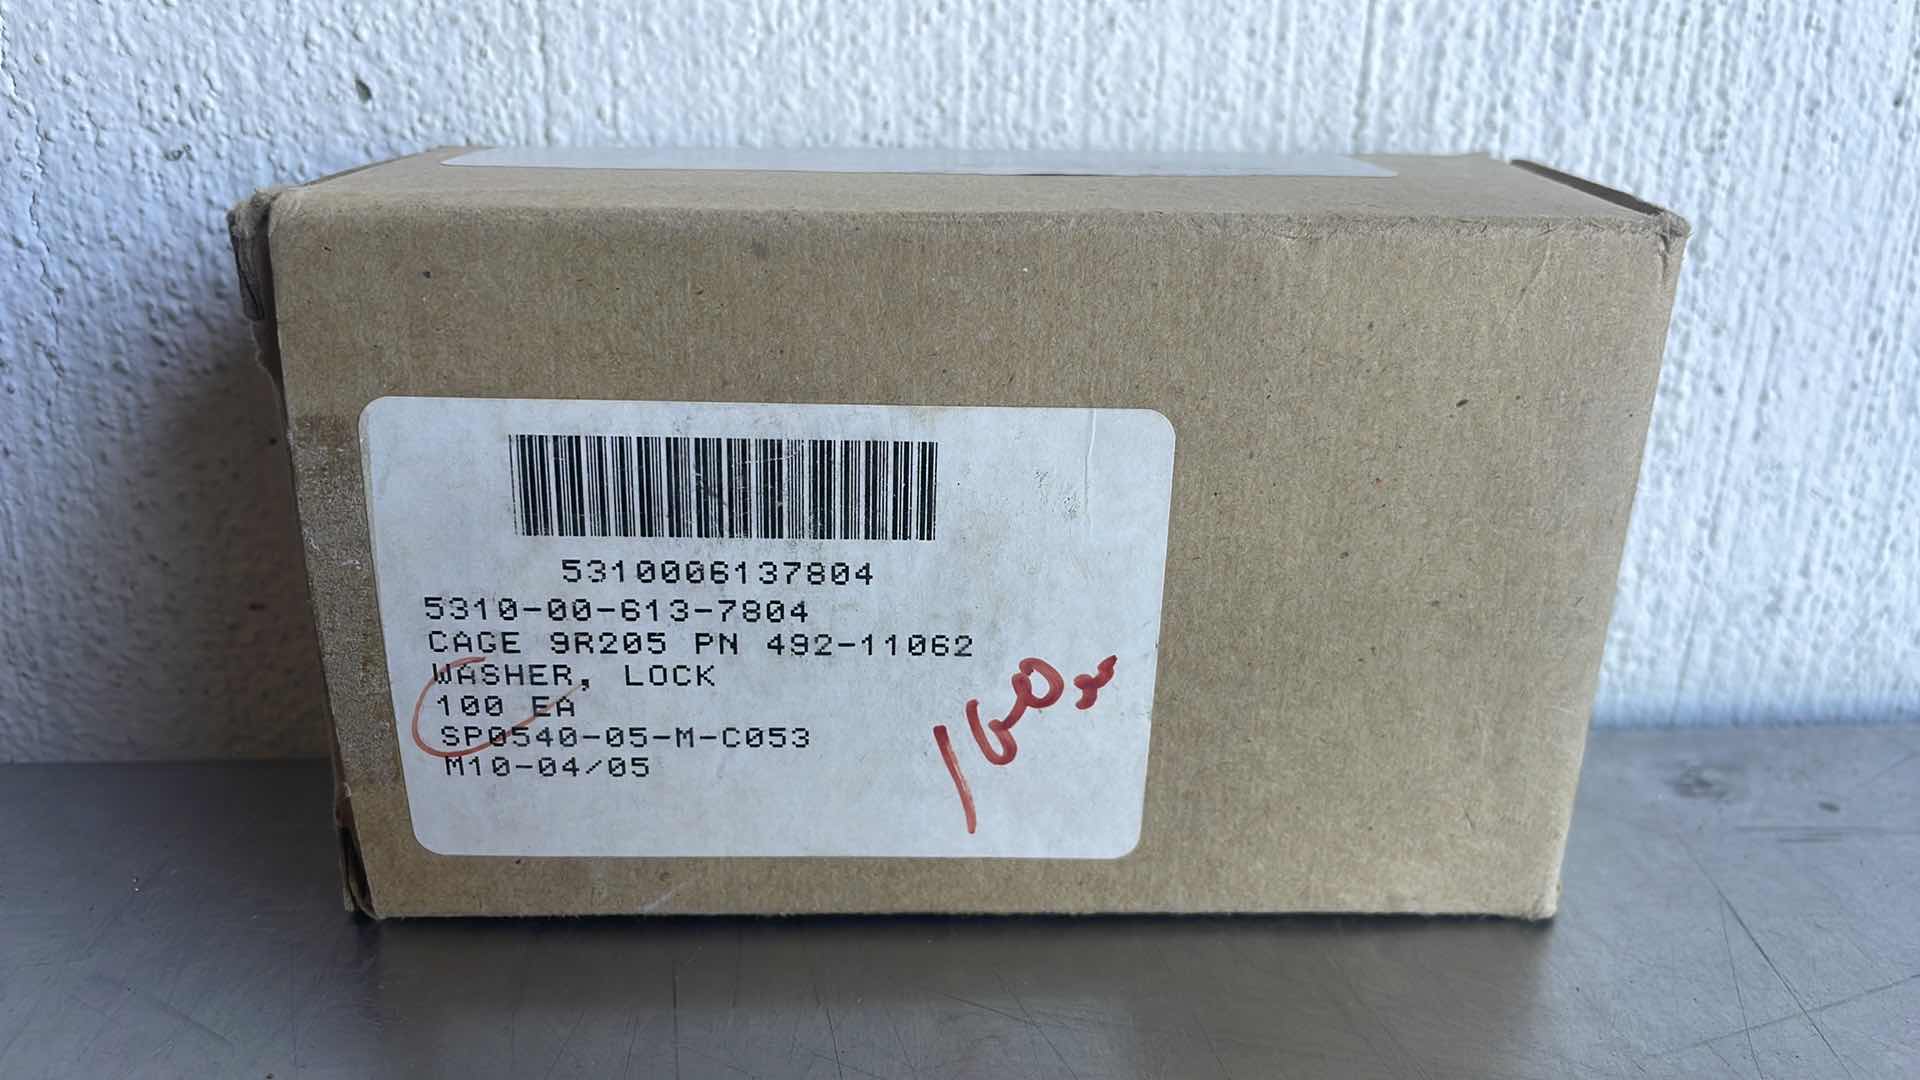 5310006137804
5310-00-613-7804
CAGE 9R205 PN 492-11062
WASHER, LOCK
100 EA
SP0540-05-M-C053
M10-04/05